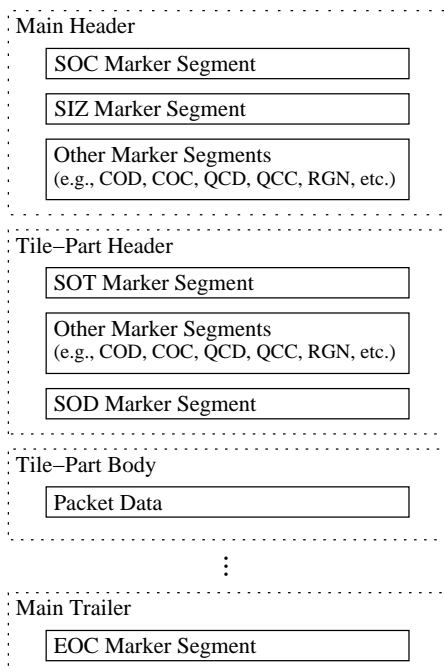 Main Header
SOC Marker Segment
SIZ Marker Segment
Other Marker Segments
(e.g., COD, COC, QCD, QCC, RGN, etc.)
Tile−Part Header
SOT Marker Segment
Other Marker Segments
(e.g., COD, COC, QCD, QCC, RGN, etc.)
SOD Marker Segment
Tile−Part Body
Packet Data
⋮
Main Trailer
EOC Marker Segment